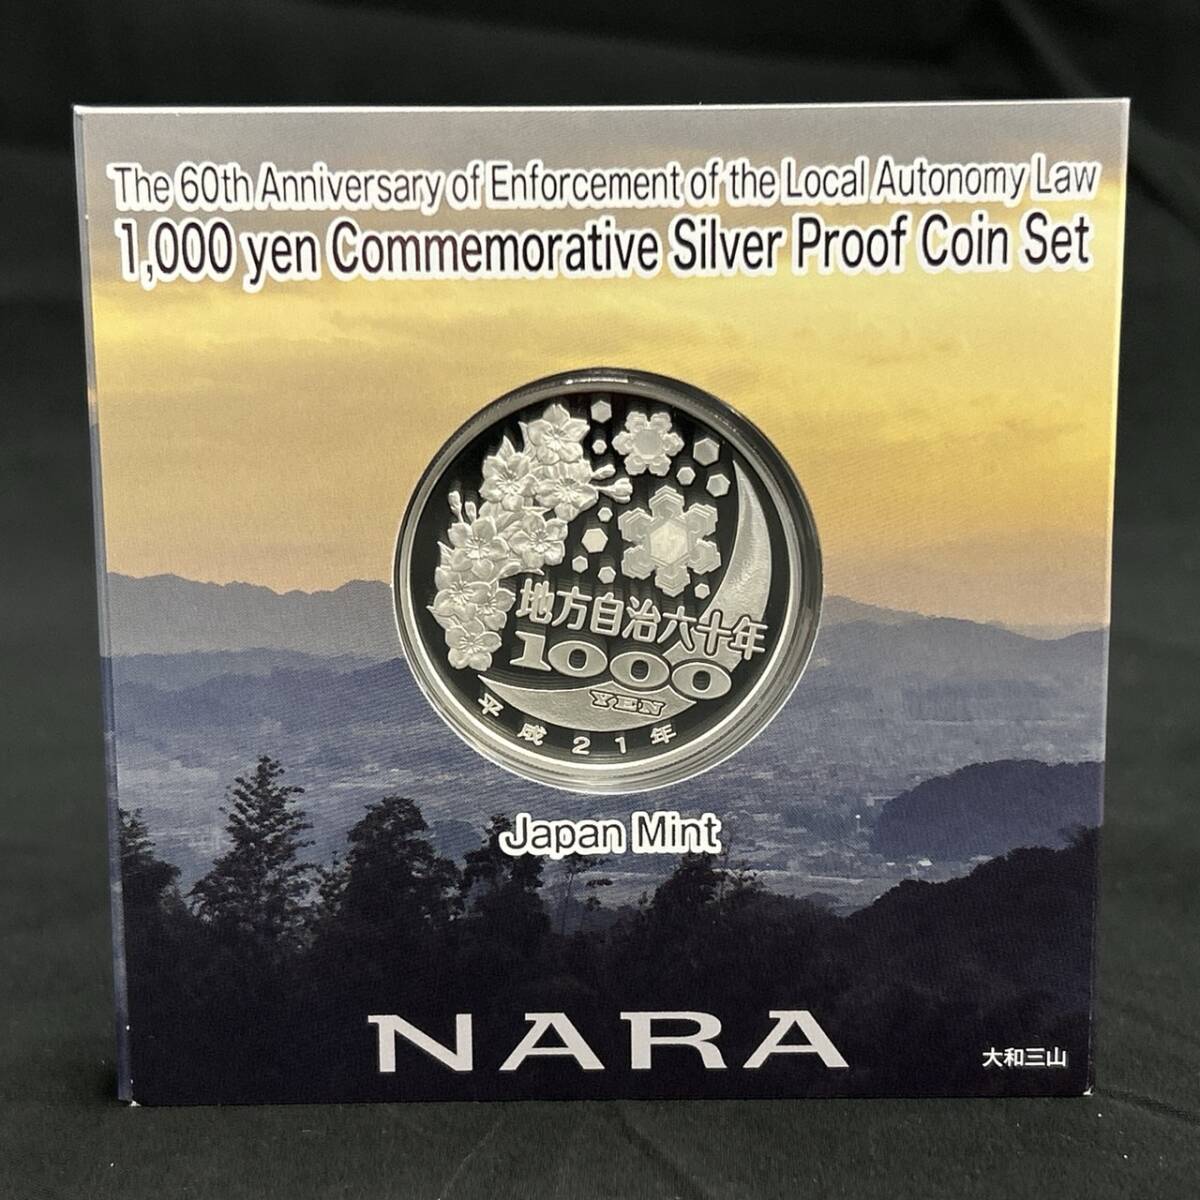 The 60th Anniversary of Enforcement of the Local Autonomy Law
1,000 yen Commemorative Silver Proof Coin Set
地方自治六十年
1000
YEN
平成21年
Japan Mint
NARA
大和三山